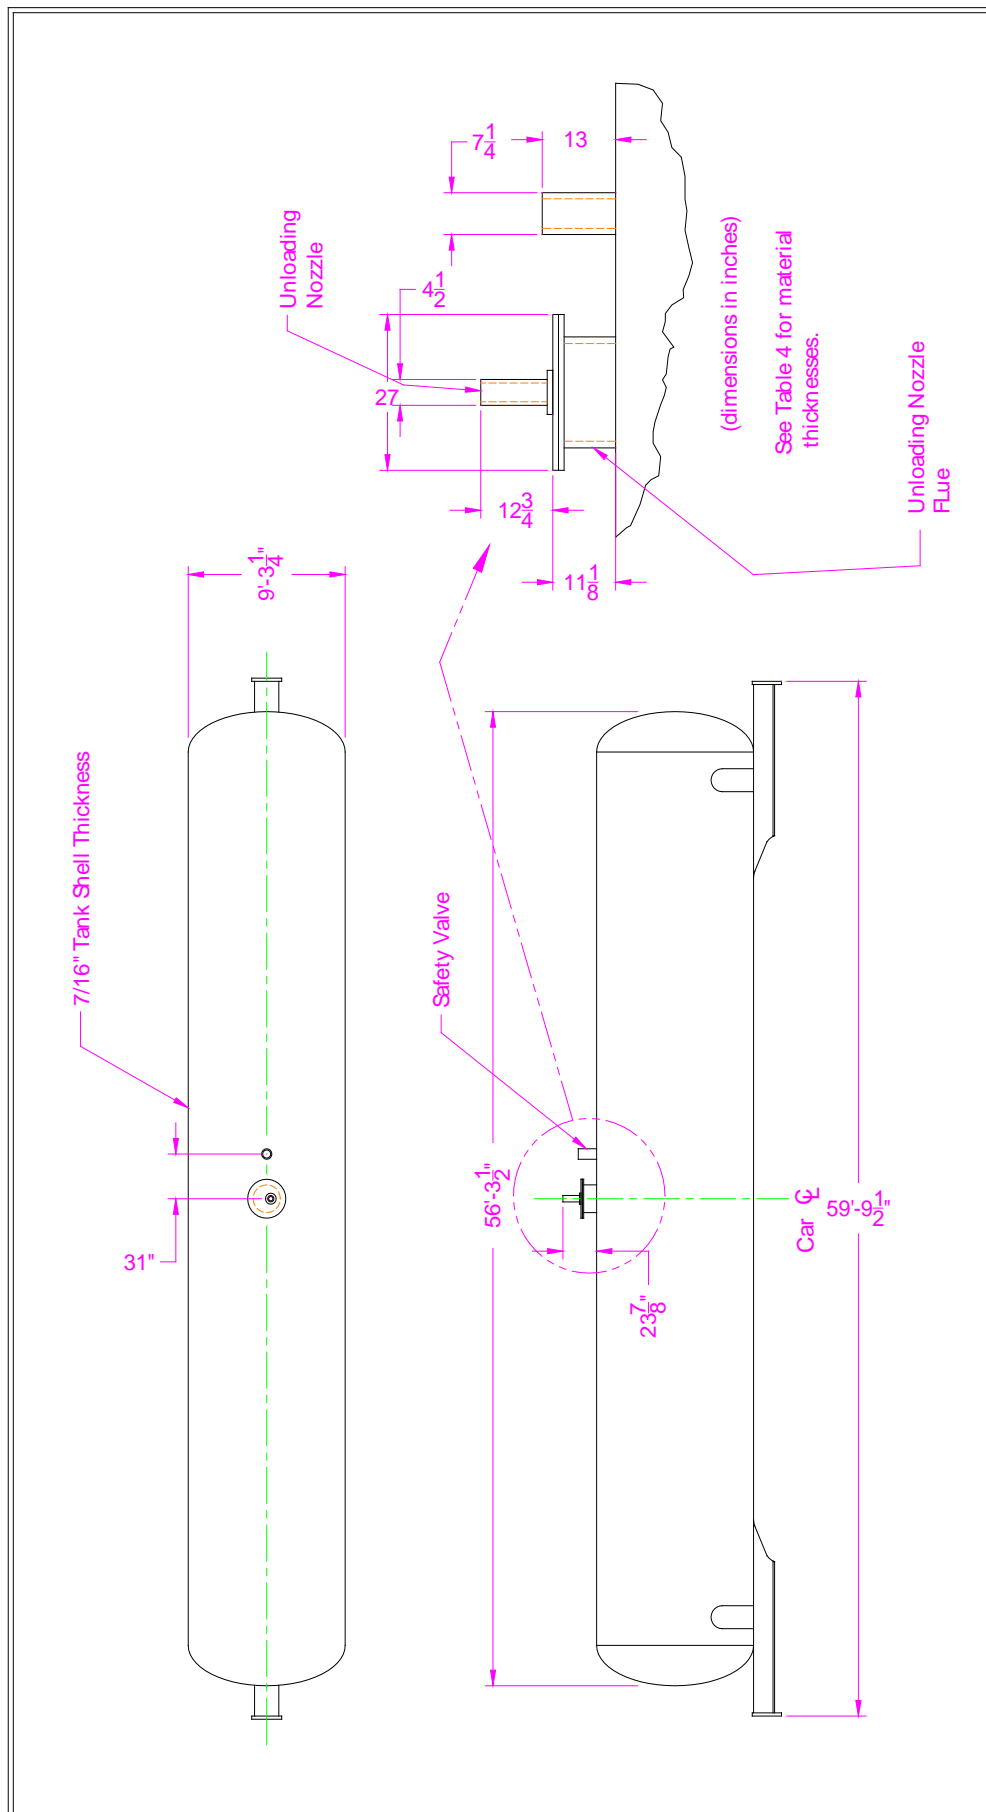 7/16" Tank Shell Thickness
9'-3 1/4"
31"
Unloading
Nozzle
7 1/4
13
4 1/2
27
12 3/4
11 1/8
(dimensions in inches)
See Table 4 for material
thicknesses.
Unloading Nozzle
FLue
Safety Valve
56'-3 1/2"
23 7/8"
Car ℄
59'-9 1/2"